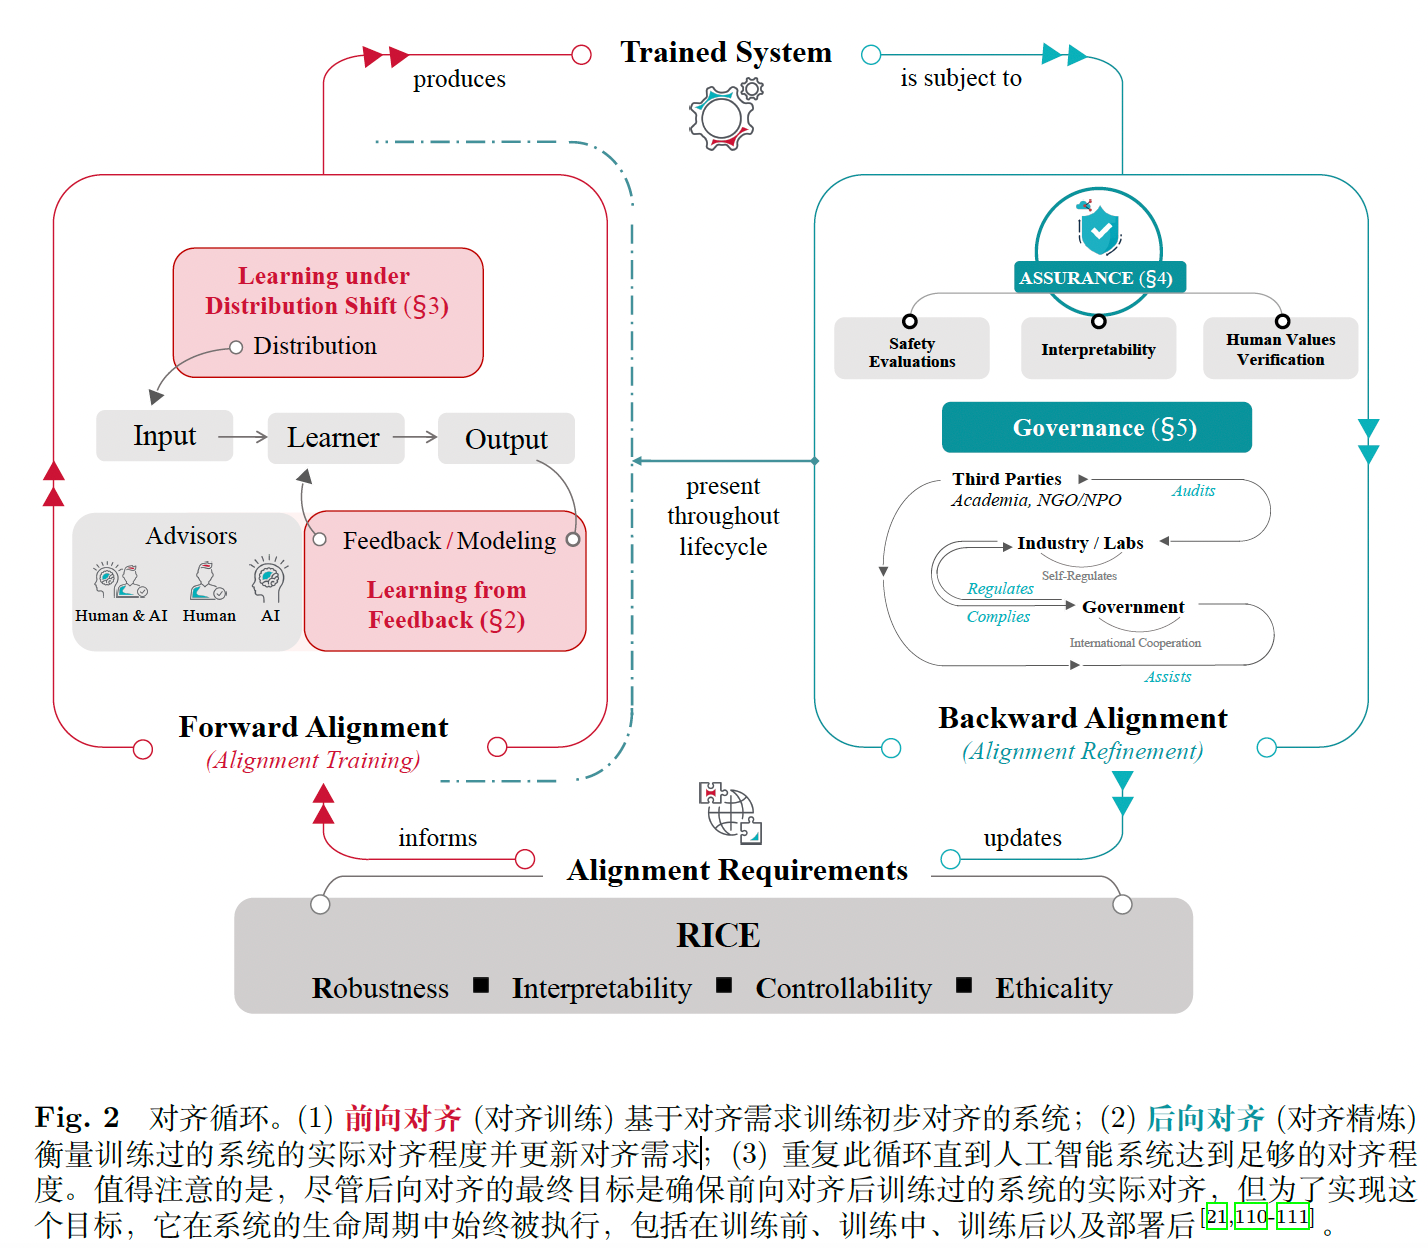 Trained System
produces
is subject to
Learning under
Distribution Shift (§3)
Distribution
Input
Learner
Output
Advisors
Human & AI
Human
AI
Feedback / Modeling
Learning from
Feedback (§2)
Forward Alignment
(Alignment Training)
present
throughout
lifecycle
ASSURANCE (§4)
Safety
Evaluations
Interpretability
Human Values
Verification
Governance (§5)
Third Parties
Academia, NGO/NPO
Audits
Industry / Labs
Self-Regulates
Regulates
Complies
Government
International Cooperation
Assists
Backward Alignment
(Alignment Refinement)
informs
updates
Alignment Requirements
RICE
Robustness ■ Interpretability ■ Controllability ■ Ethicality
Fig. 2 对齐循环。(1) 前向对齐 (对齐训练) 基于对齐需求训练初步对齐的系统；(2) 后向对齐 (对齐精炼)
衡量训练过的系统的实际对齐程度并更新对齐需求；(3) 重复此循环直到人工智能系统达到足够的对齐程
度。值得注意的是，尽管后向对齐的最终目标是确保前向对齐后训练过的系统的实际对齐，但为了实现这
个目标，它在系统的生命周期中始终被执行，包括在训练前、训练中、训练后以及部署后[21,110-111]。